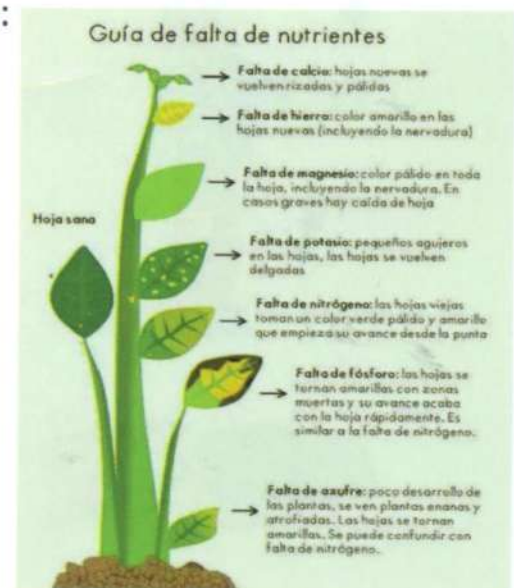 :
Guía de falta de nutrientes
Falta de calcio: hojas nuevas se
vuelven rizadas y pálidas
Falta de hierro: color amarillo en las
hojas nuevas (incluyendo la nervadura)
Falta de magnesio: color pálido en toda
la hoja, incluyendo la nervadura. En
casos graves hay caída de hoja
Hoja sana
Falta de potasio: pequeños agujeros
en las hojas, las hojas se vuelven
delgadas
Falta de nitrógeno: las hojas viejas
toman un color verde pálido y amarillo
que empieza su avance desde la punta
Falta de fósforo: las hojas se
tornan amarillas con zonas
muertas y su avance acaba
con la hoja rápidamente. Es
similar a la falta de nitrógeno.
Falta de azufre: poco desarrollo de
las plantas, se ven plantas enanas y
atrofiadas. Las hojas se tornan
amarillas. Se puede confundir con
falta de nitrógeno.